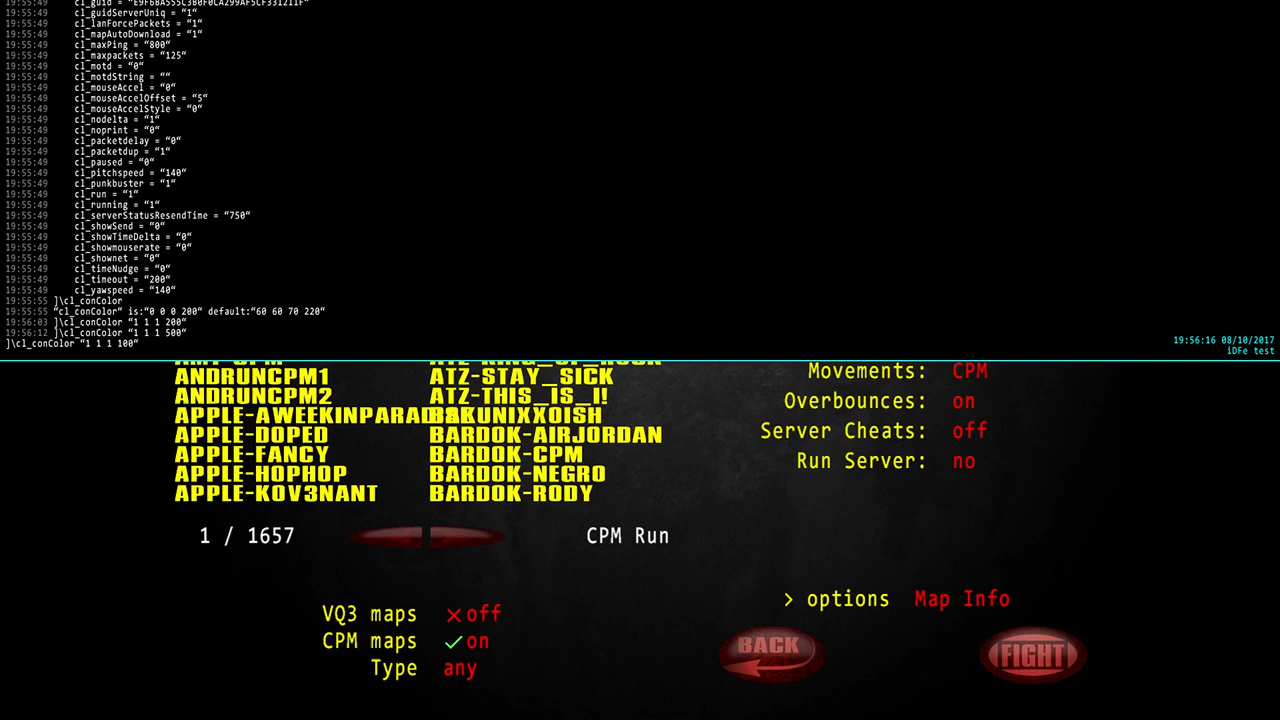 19:55:49 cl_guid = "E9F6BA555C3B0F0CA299AF5CF331211F"
19:55:49 cl_guidServerUniq = "1"
19:55:49 cl_lanForcePackets = "1"
19:55:49 cl_mapAutoDownload = "1"
19:55:49 cl_maxPing = "800"
19:55:49 cl_maxpackets = "125"
19:55:49 cl_motd = "0"
19:55:49 cl_motdString = ""
19:55:49 cl_mouseAccel = "0"
19:55:49 cl_mouseAccelOffset = "5"
19:55:49 cl_mouseAccelStyle = "0"
19:55:49 cl_nodelta = "1"
19:55:49 cl_noprint = "0"
19:55:49 cl_packetdelay = "0"
19:55:49 cl_packetdup = "1"
19:55:49 cl_paused = "0"
19:55:49 cl_pitchspeed = "140"
19:55:49 cl_punkbuster = "1"
19:55:49 cl_run = "1"
19:55:49 cl_running = "1"
19:55:49 cl_serverStatusResendTime = "750"
19:55:49 cl_showSend = "0"
19:55:49 cl_showTimeDelta = "0"
19:55:49 cl_showmouserate = "0"
19:55:49 cl_shownet = "0"
19:55:49 cl_timeNudge = "0"
19:55:49 cl_timeout = "200"
19:55:49 cl_yawspeed = "140"
19:55:55 ]\cl_conColor
19:55:55 "cl_conColor" is:"0 0 0 200" default:"60 60 70 220"
19:56:03 ]\cl_conColor "1 1 1 200"
19:56:12 ]\cl_conColor "1 1 1 500"
]\cl_conColor "1 1 1 100"
19:56:16 08/10/2017
iDFe test
ANDRUNCPM1
ANDRUNCPM2
APPLE-DOPED
APPLE-FANCY
APPLE-HOPHOP
APPLE-KOV3NANT
ATZ-STAY_SICK
ATZ-THIS_IS_I!
BARDOK-AIRJORDAN
BARDOK-CPM
BARDOK-NEGRO
BARDOK-RODY
Movements: CPM
Overbounces: on
Server Cheats: off
Run Server: no
1 / 1657
CPM Run
VQ3 maps off
CPM maps on
Type any
> options Map Info
BACK
FIGHT